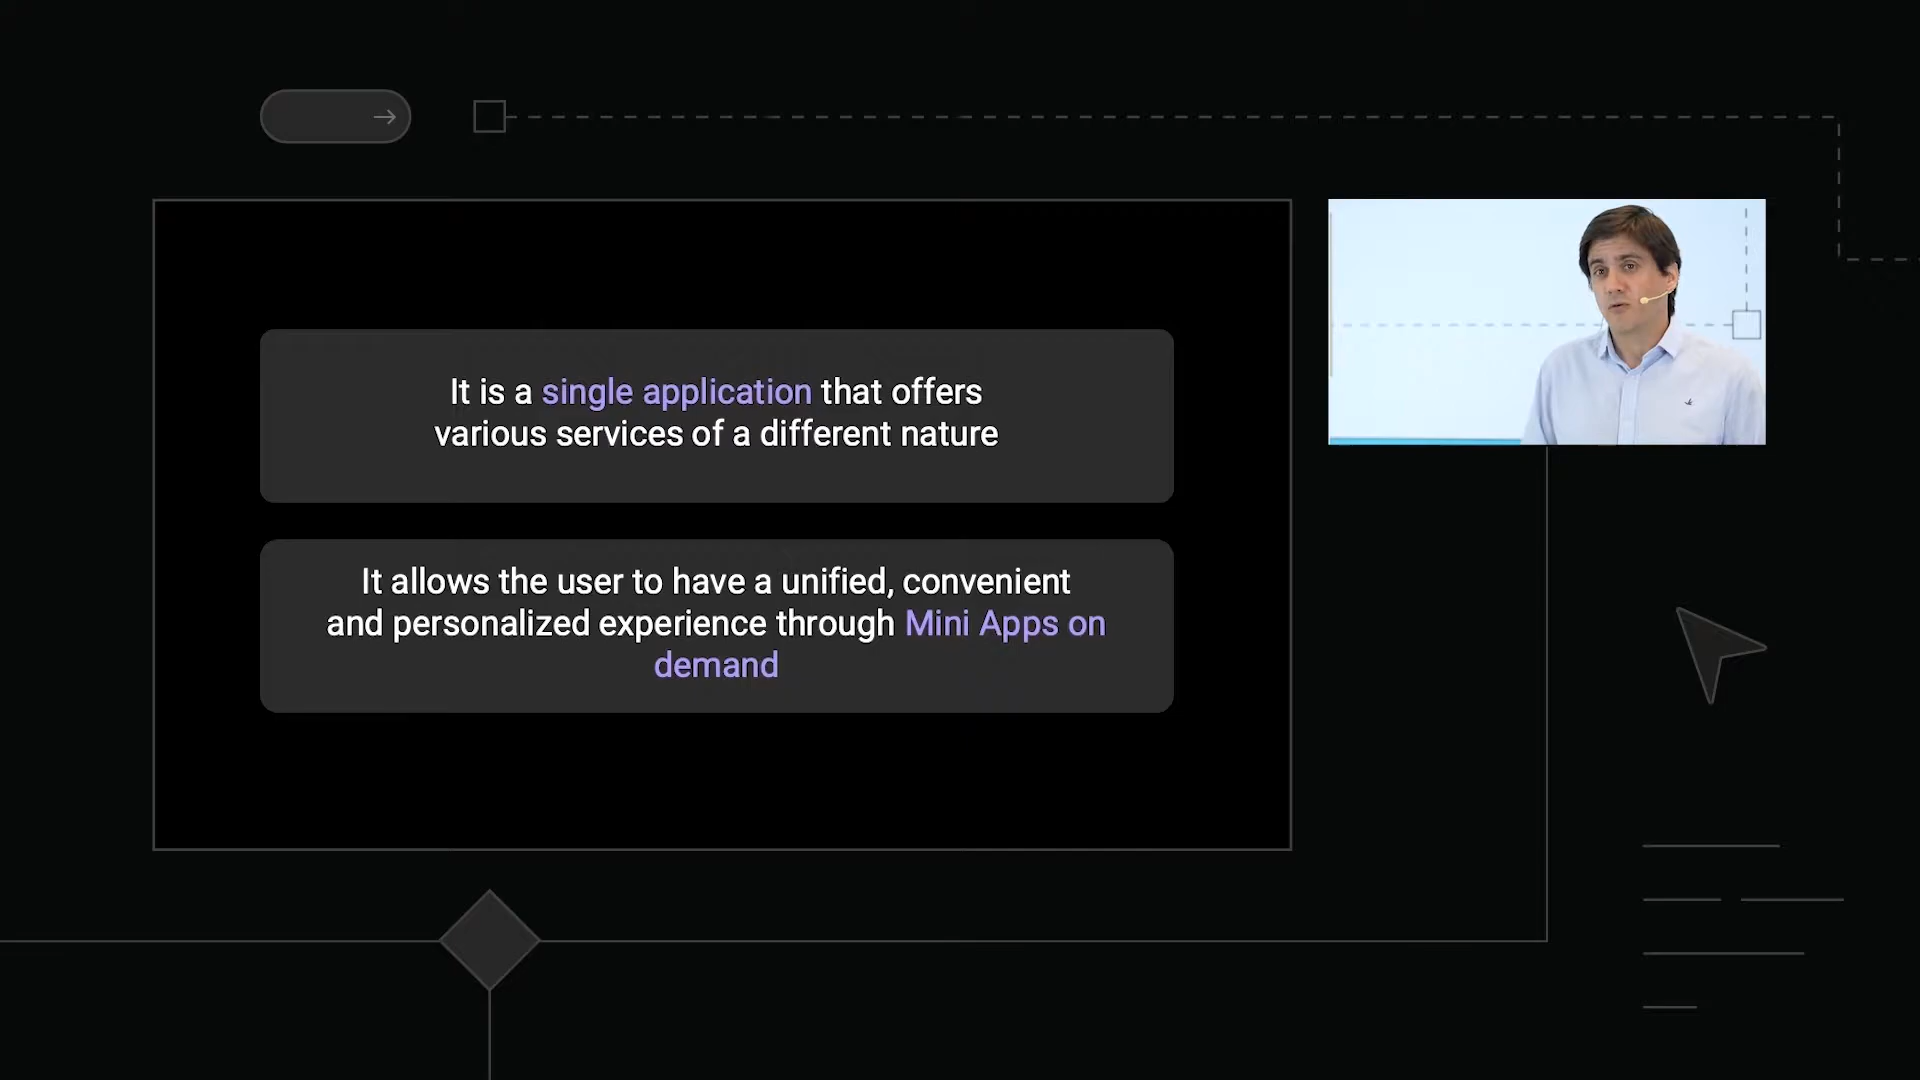 It is a single application that offers
various services of a different nature
It allows the user to have a unified, convenient
and personalized experience through Mini Apps on
demand